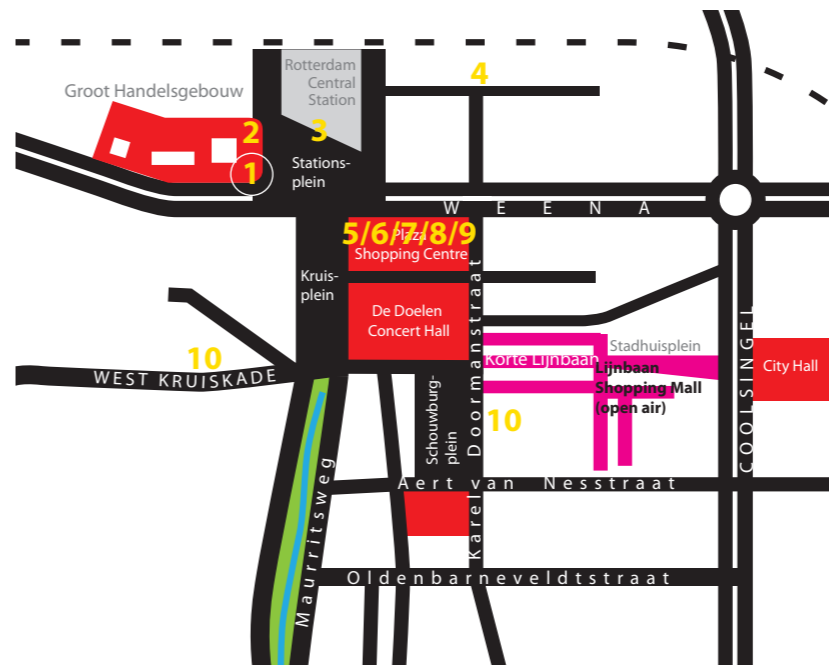 Rotterdam
Central
Station
4
Groot Handelsgebouw
2
3
1
Stations-
plein
WEENA
5/6/7/8/9
Plaza
Shopping Centre
Kruis-
plein
De Doelen
Concert Hall
Karel Doormanstraat
Stadhuisplein
Korte Lijnbaan
Lijnbaan
Shopping Mall
(open air)
COOLSINGEL
City Hall
10
WEST KRUISKADE
Schouwburg-
plein
10
Aert van Nesstraat
Maurritsweg
Oldenbarneveldtstraat